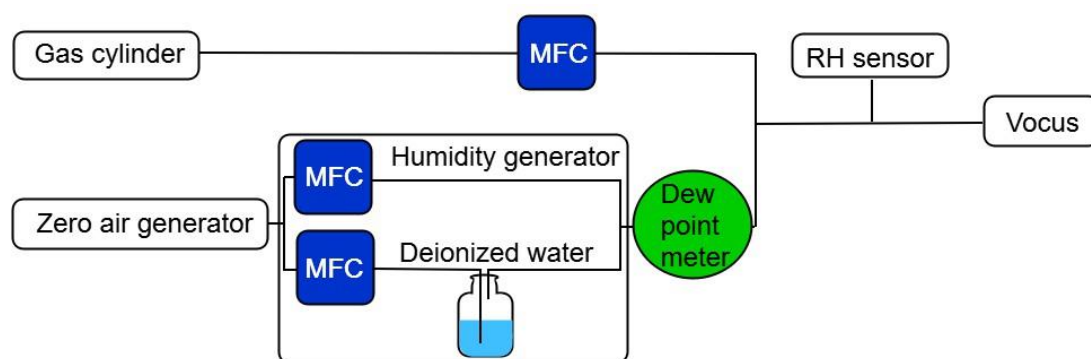 Gas cylinder
MFC
RH sensor
Vocus
Zero air generator
MFC
Humidity generator
MFC
Deionized water
Dew
point
meter